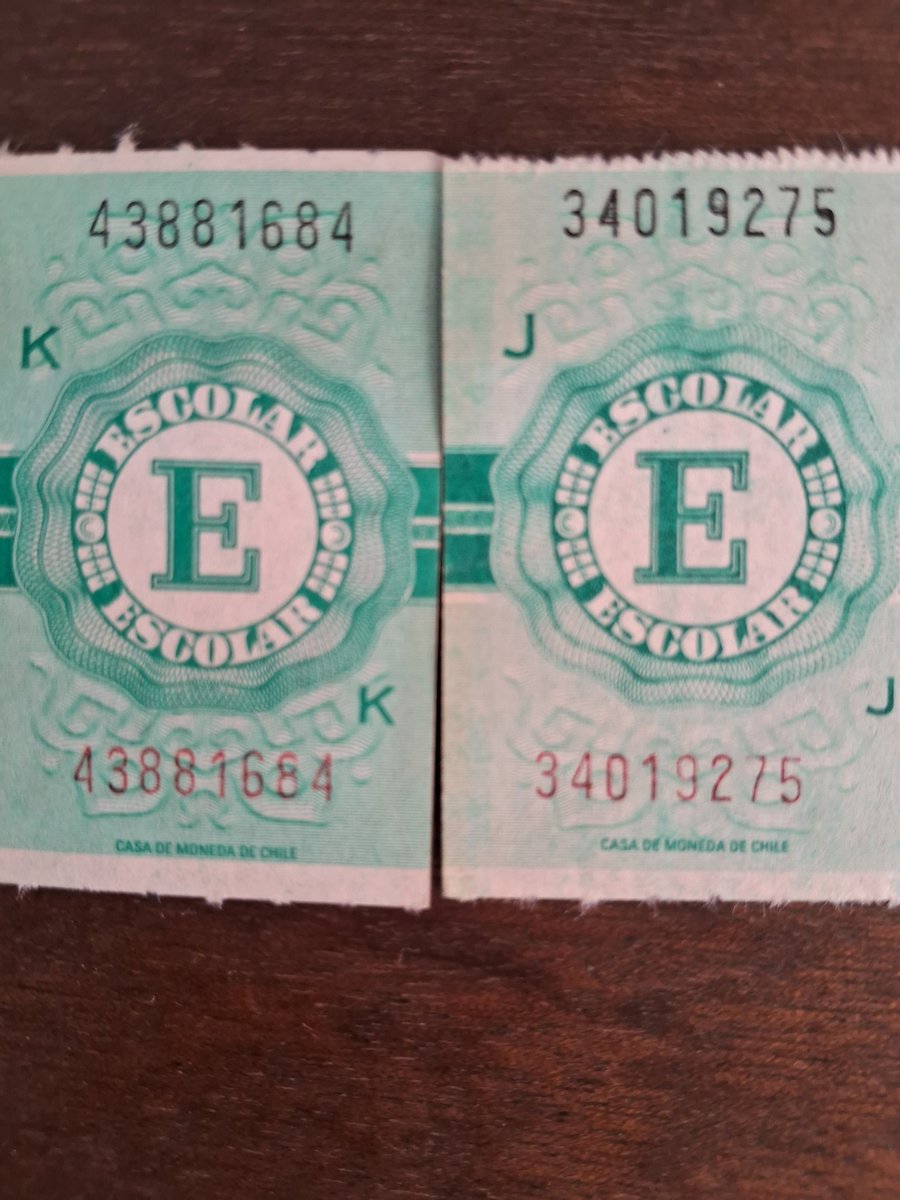 43881684
K
ESCOLAR
E
ESCOLAR
K
43881684
CASA DE MONEDA DE CHILE
34019275
J
ESCOLAR
E
ESCOLAR
J
34019275
CASA DE MONEDA DE CHILE